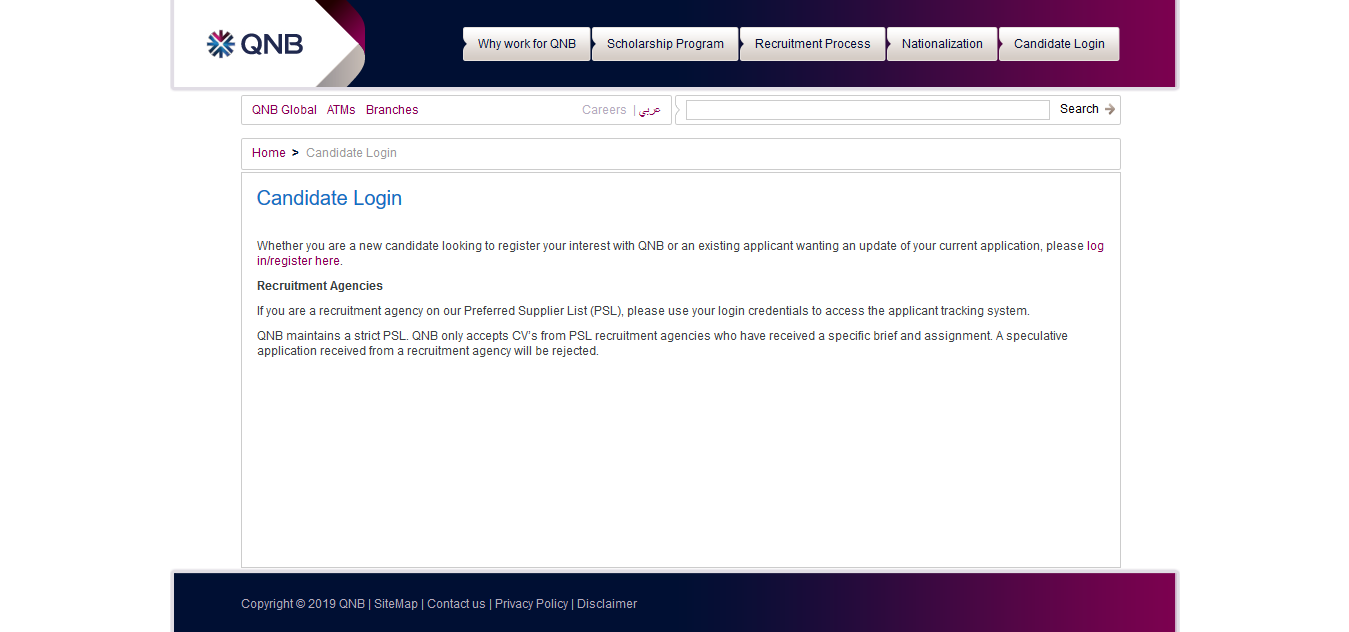 QNB
Why work for QNB
Scholarship Program
Recruitment Process
Nationalization
Candidate Login
QNB Global ATMs Branches
Careers | عربي
Search
Home > Candidate Login
Candidate Login
Whether you are a new candidate looking to register your interest with QNB or an existing applicant wanting an update of your current application, please log
in/register here.
Recruitment Agencies
If you are a recruitment agency on our Preferred Supplier List (PSL), please use your login credentials to access the applicant tracking system.
QNB maintains a strict PSL. QNB only accepts CV's from PSL recruitment agencies who have received a specific brief and assignment. A speculative
application received from a recruitment agency will be rejected.
Copyright © 2019 QNB | SiteMap | Contact us | Privacy Policy | Disclaimer